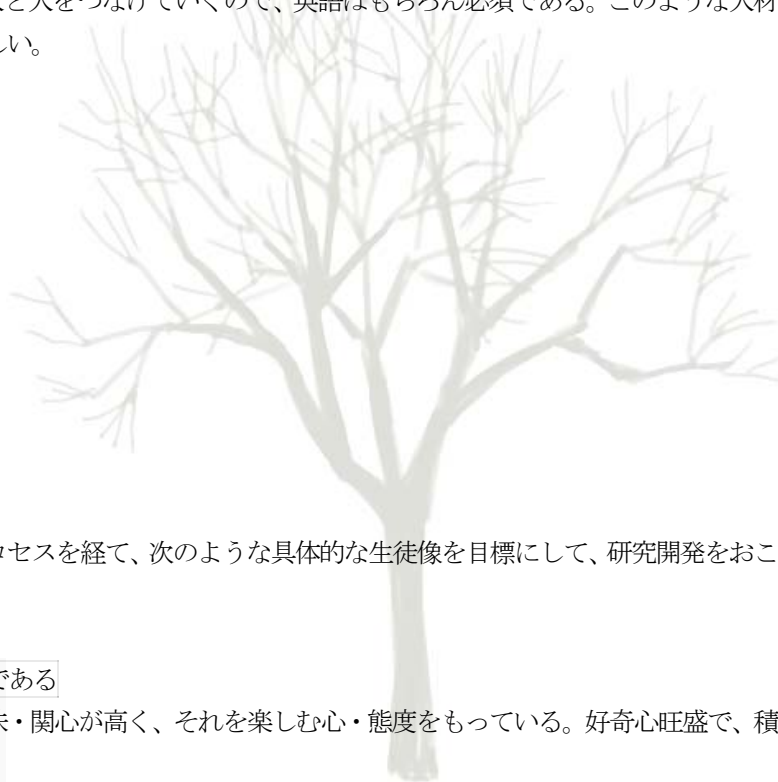 と人をつなげていくので、英語はもちろん必須である。このような人材
しい。
セスを経て、次のような具体的な生徒像を目標にして、研究開発をおこ
である
・関心が高く、それを楽しむ心・態度をもっている。好奇心旺盛で、積